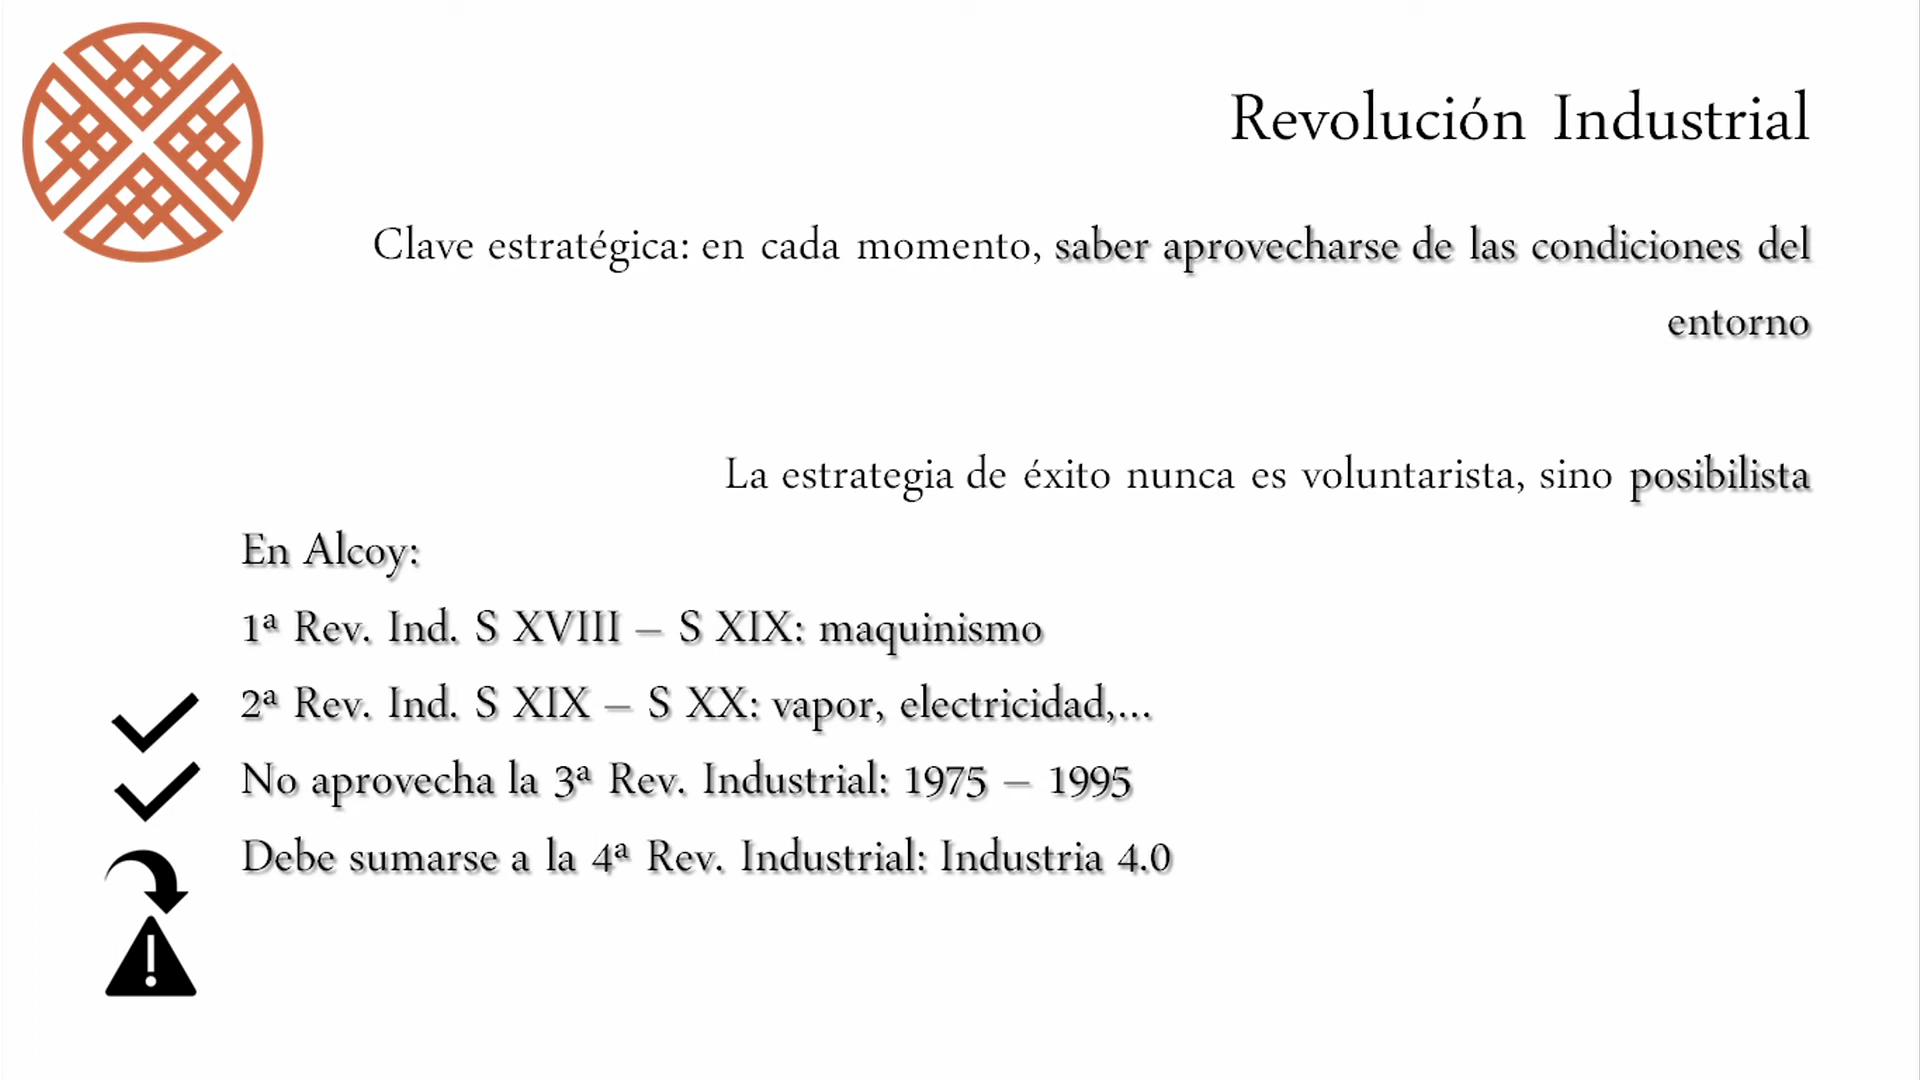 Revolución Industrial
Clave estratégica: en cada momento, saber aprovecharse de las condiciones del
entorno
La estrategia de éxito nunca es voluntarista, sino posibilista
En Alcoy:
1ª Rev. Ind. S XVIII – S XIX: maquinismo
2ª Rev. Ind. S XIX – S XX: vapor, electricidad,...
No aprovecha la 3ª Rev. Industrial: 1975 – 1995
Debe sumarse a la 4ª Rev. Industrial: Industria 4.0